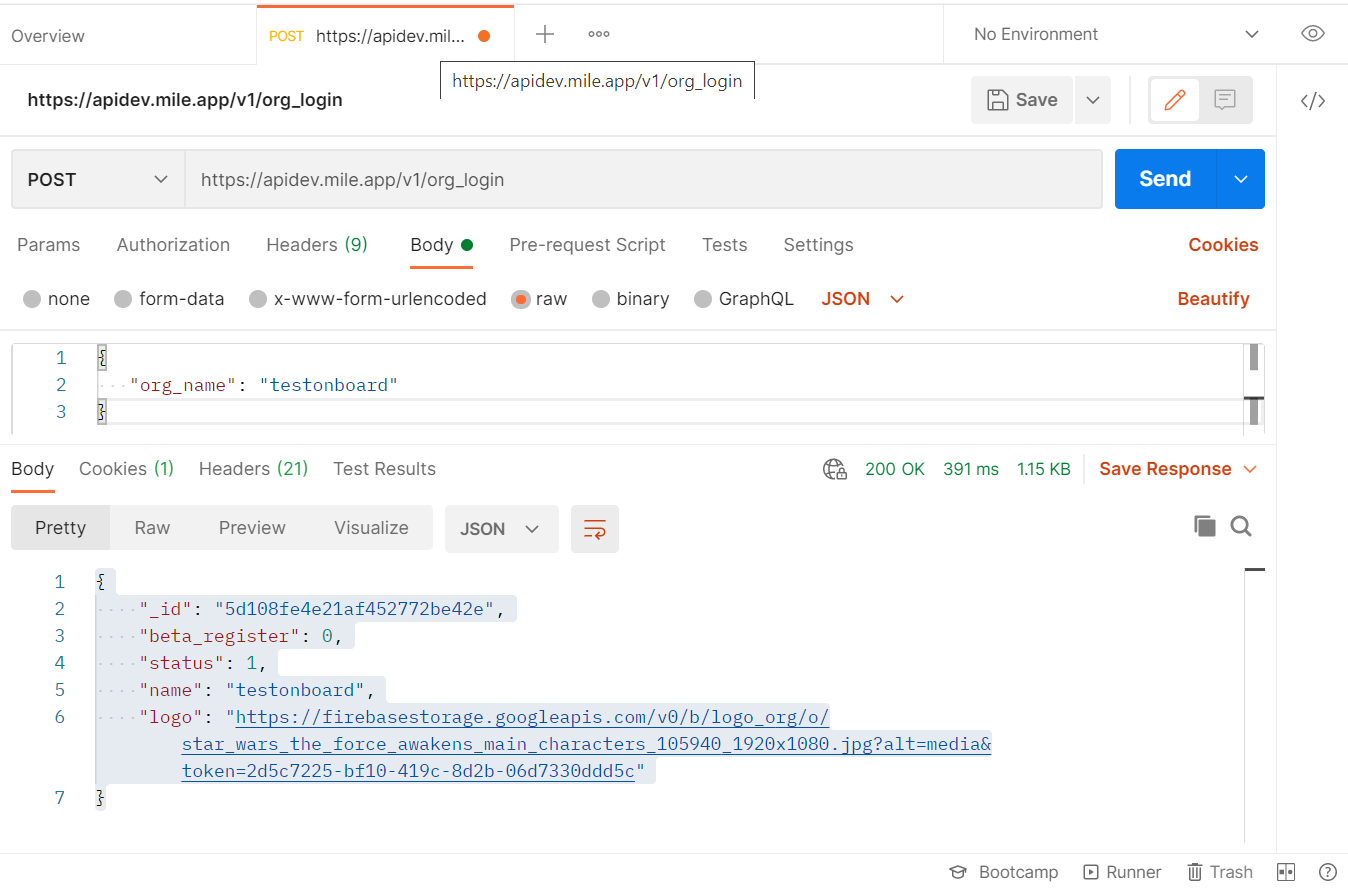 Overview
POST https://apidev.mil...
No Environment
https://apidev.mile.app/v1/org_login
https://apidev.mile.app/v1/org_login
Save
POST
https://apidev.mile.app/v1/org_login
Send
Params Authorization Headers (9) Body Pre-request Script Tests Settings Cookies
none form-data x-www-form-urlencoded raw binary GraphQL JSON Beautify
1 {
2 "org_name": "testonboard"
3 }
Body Cookies (1) Headers (21) Test Results 200 OK 391 ms 1.15 KB Save Response
Pretty Raw Preview Visualize JSON
1 {
2 "_id": "5d108fe4e21af452772be42e",
3 "beta_register": 0,
4 "status": 1,
5 "name": "testonboard",
6 "logo": "https://firebasestorage.googleapis.com/v0/b/logo_org/o/
star_wars_the_force_awakens_main_characters_105940_1920x1080.jpg?alt=media&
token=2d5c7225-bf10-419c-8d2b-06d7330ddd5c"
7 }
Bootcamp Runner Trash